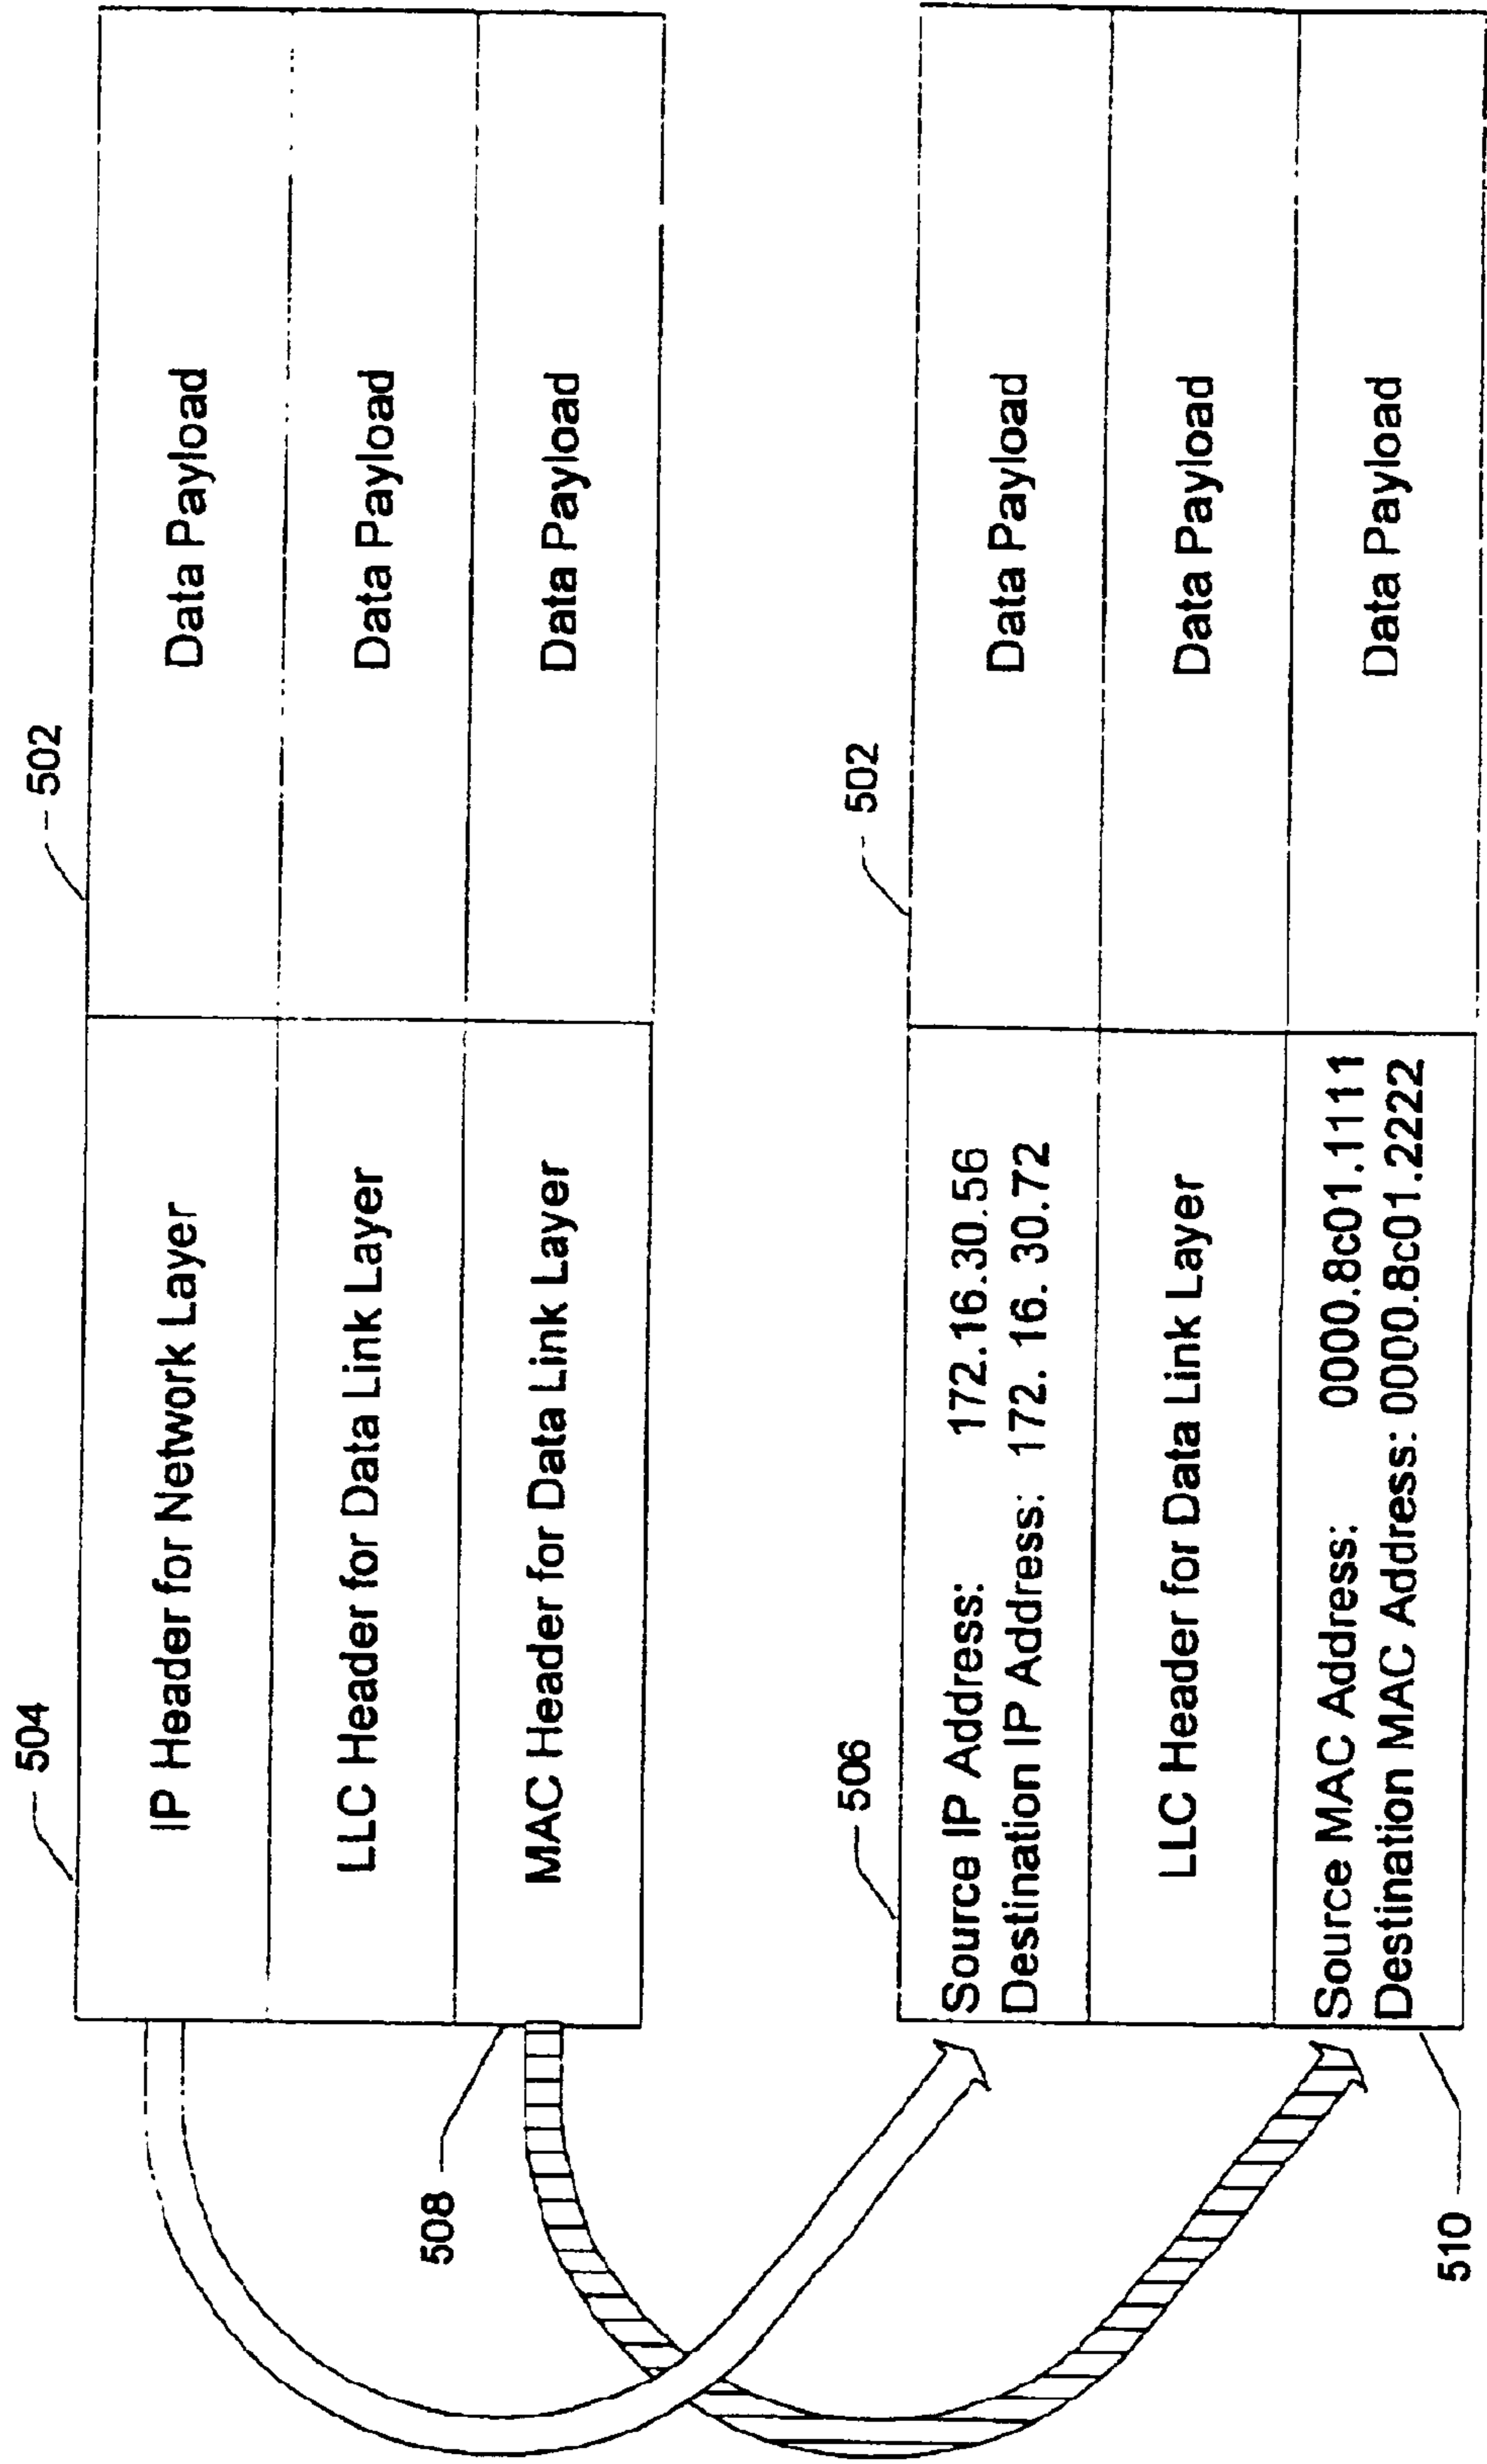 504
502
IP Header for Network Layer
Data Payload
LLC Header for Data Link Layer
Data Payload
MAC Header for Data Link Layer
Data Payload
508
506
502
Source IP Address: 172.16.30.56
Destination IP Address: 172. 16. 30.72
Data Payload
LLC Header for Data Link Layer
Data Payload
Source MAC Address: 0000.8c01.1111
Destination MAC Address: 0000.8c01.2222
Data Payload
510